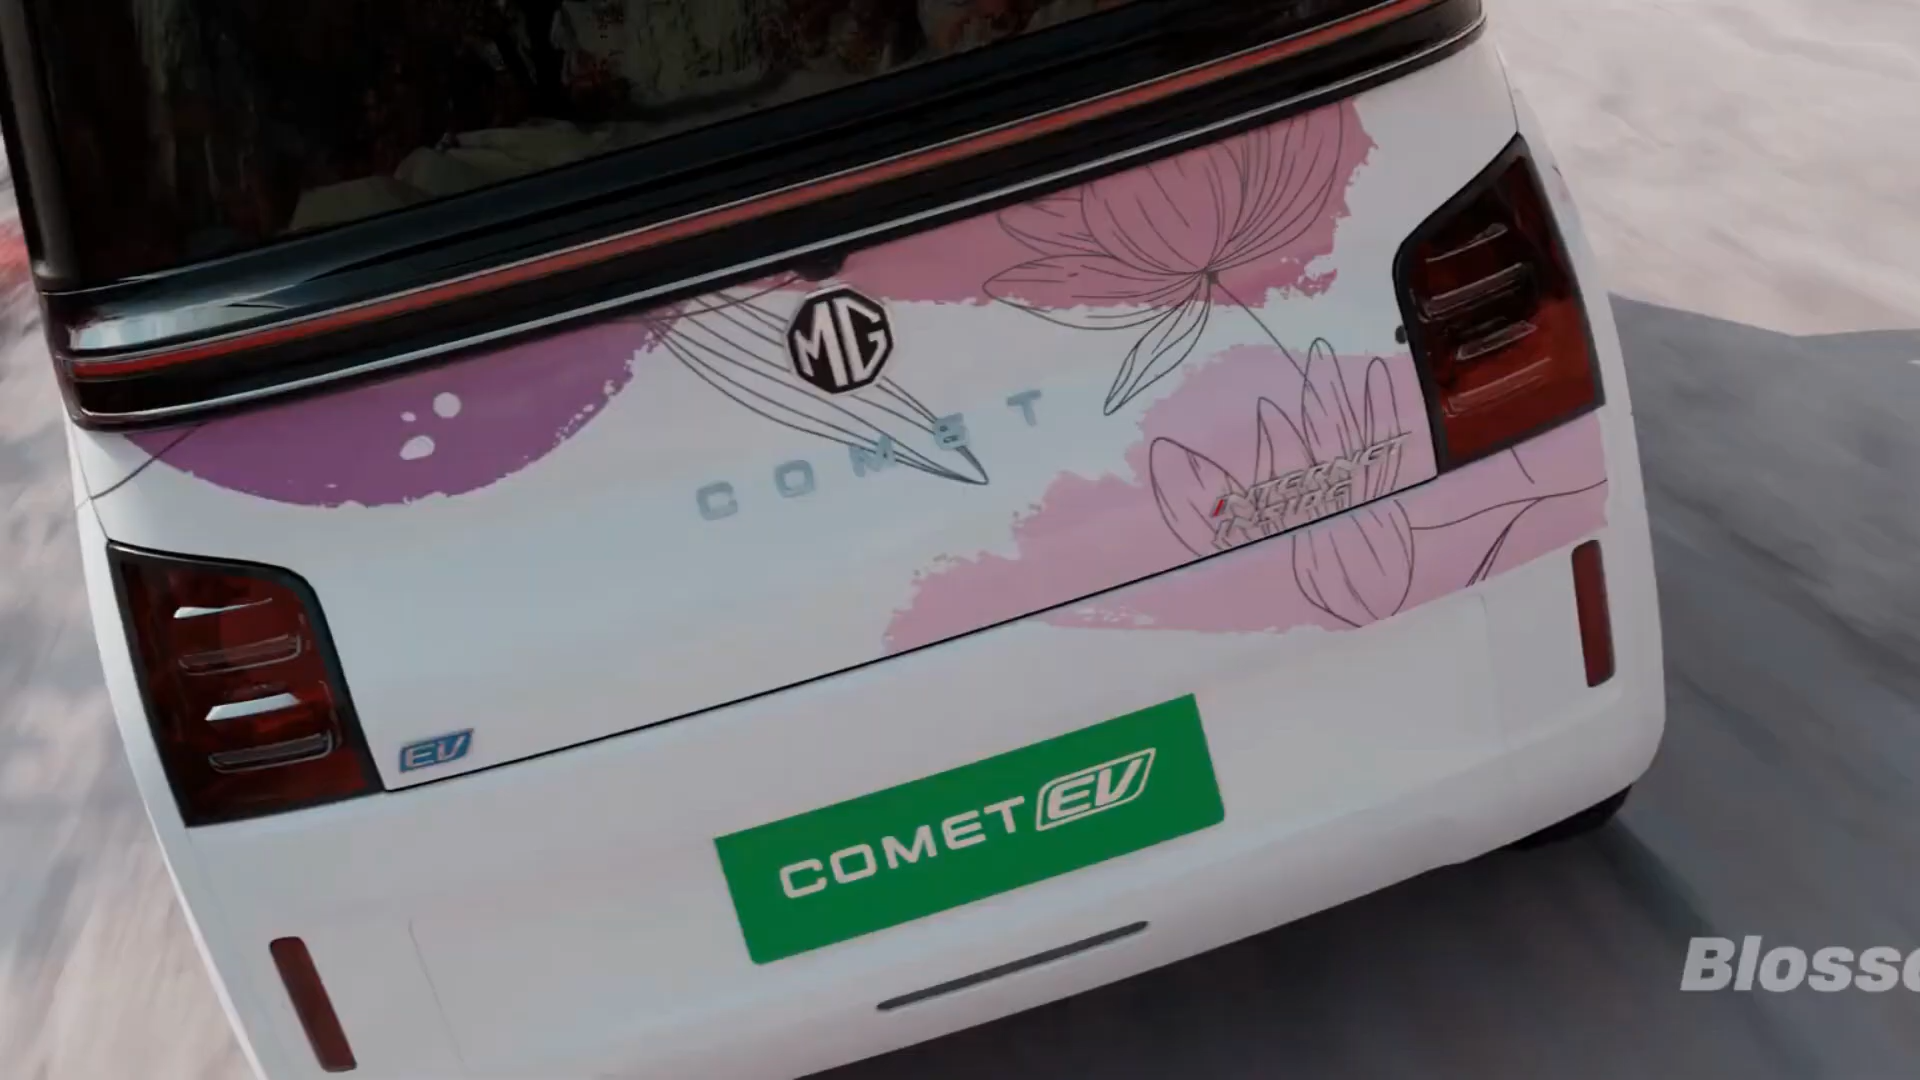 MG
COMET
INTERNET
INSIDE
EV
COMET EV
Blosso